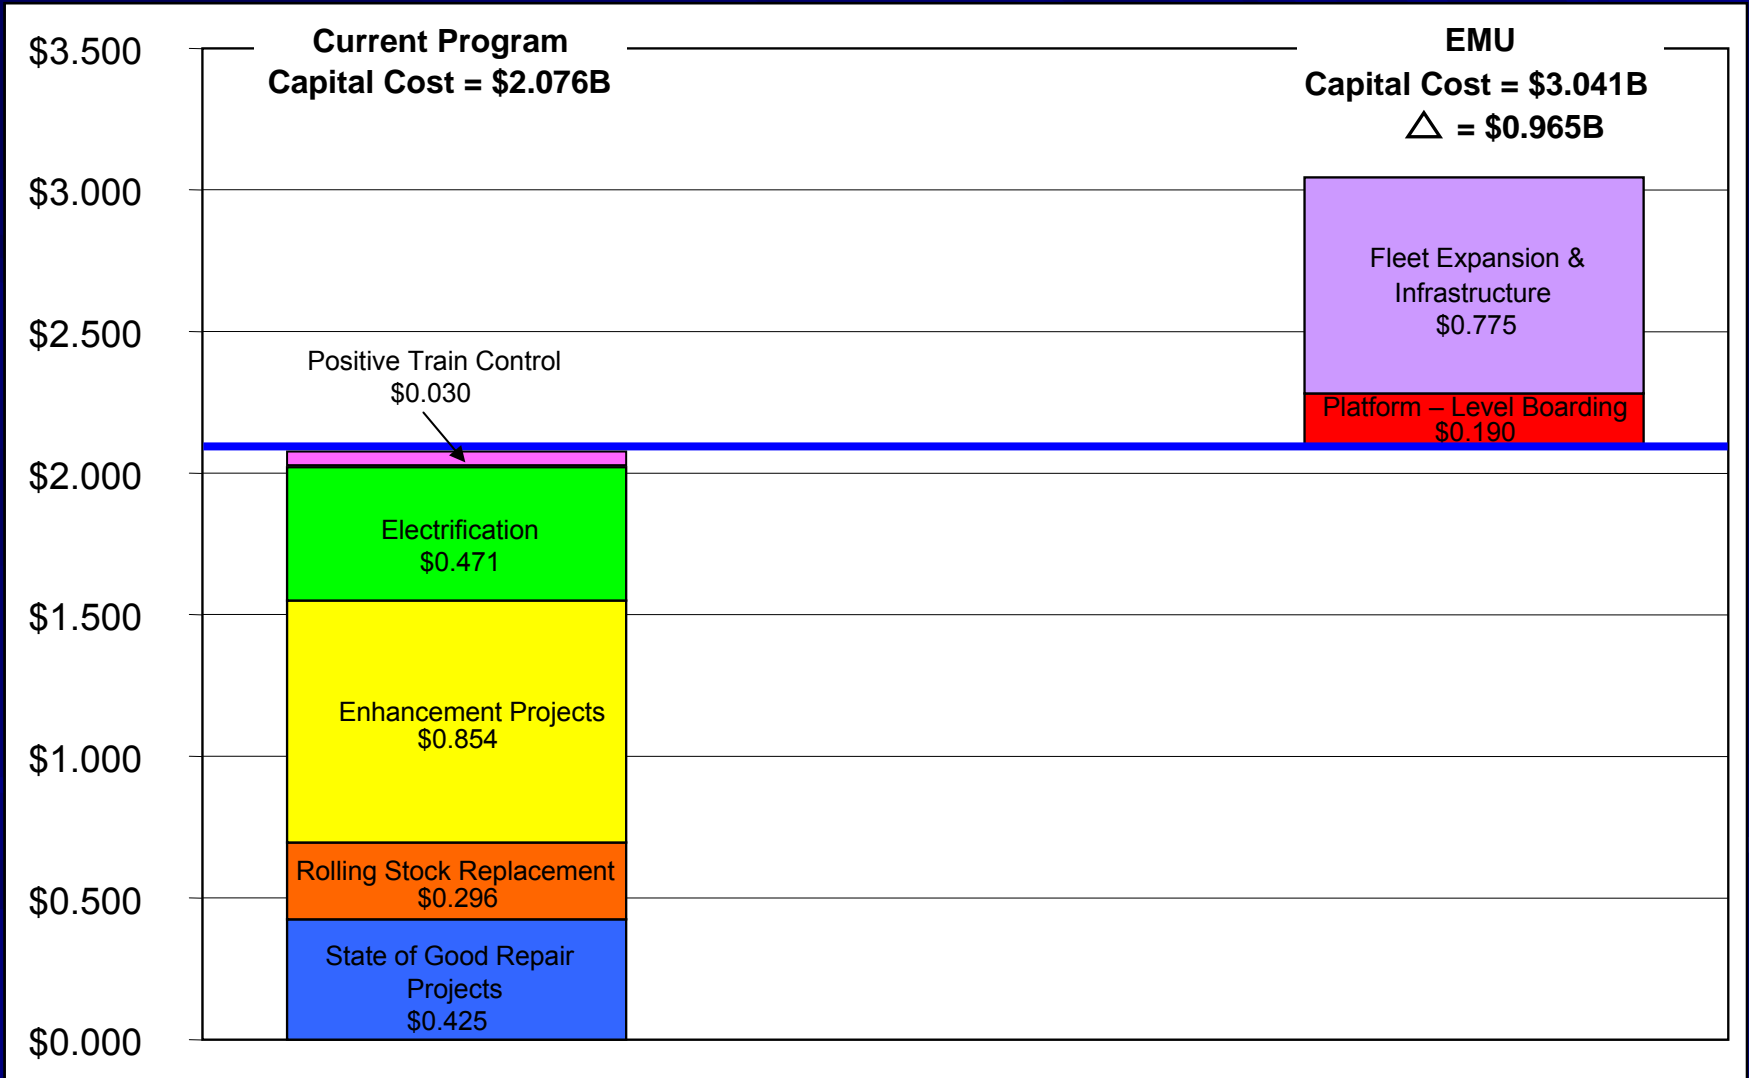 Current Program
Capital Cost = $2.076B
EMU
Capital Cost = $3.041B
△ = $0.965B
$3.500
$3.000
$2.500
$2.000
$1.500
$1.000
$0.500
$0.000
Positive Train Control
$0.030
Electrification
$0.471
Enhancement Projects
$0.854
Rolling Stock Replacement
$0.296
State of Good Repair
Projects
$0.425
Fleet Expansion &
Infrastructure
$0.775
Platform – Level Boarding
$0.190